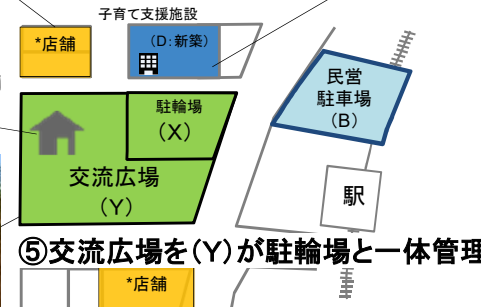 子育て支援施設
*店舗
(D:新築)
民営
駐車場
(B)
駐輪場
(X)
交流広場
(Y)
駅
⑤交流広場を(Y)が駐輪場と一体管理
*店舗